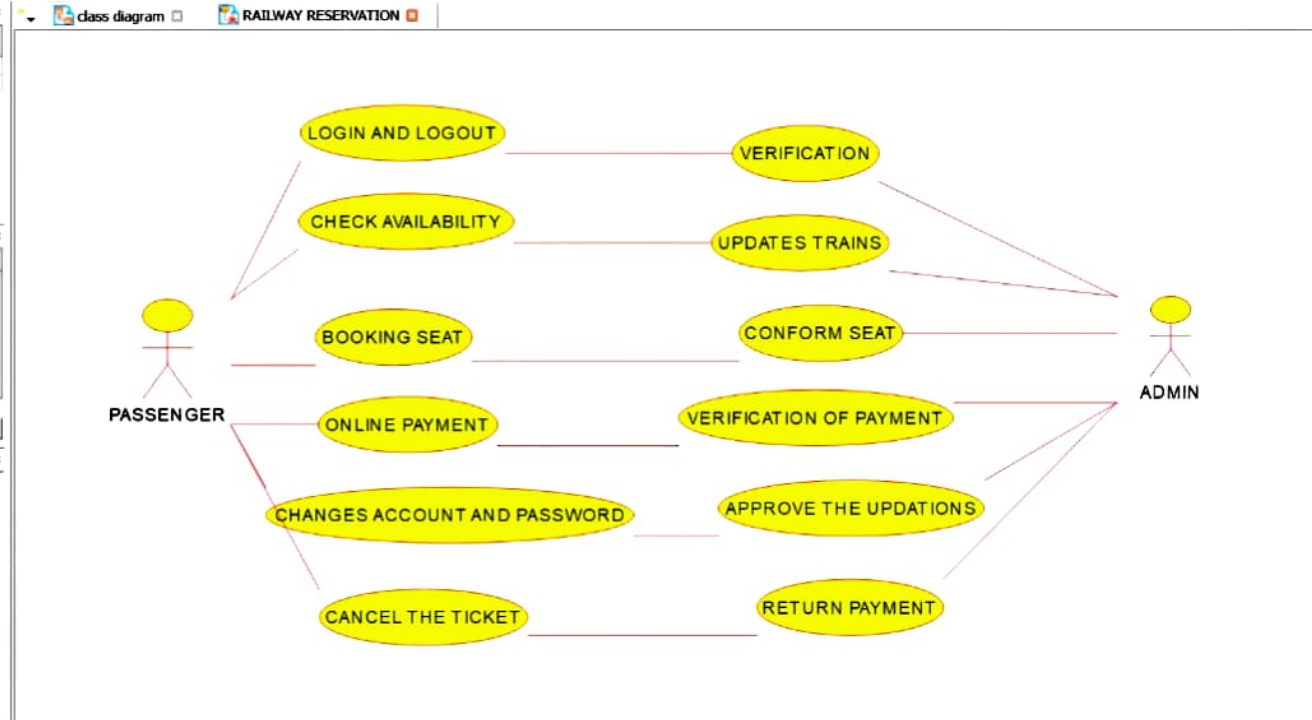 class diagram
RAILWAY RESERVATION
LOGIN AND LOGOUT
VERIFICATION
CHECK AVAILABILITY
UPDATES TRAINS
BOOKING SEAT
CONFORM SEAT
ADMIN
PASSENGER
ONLINE PAYMENT
VERIFICATION OF PAYMENT
CHANGES ACCOUNT AND PASSWORD
APPROVE THE UPDATIONS
CANCEL THE TICKET
RETURN PAYMENT